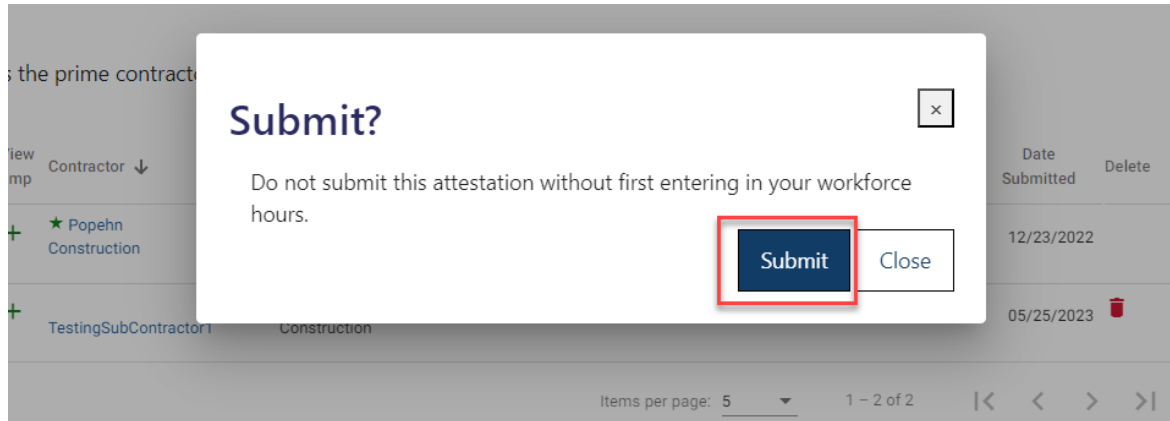 s the prime contracto
Submit?
×
Do not submit this attestation without first entering in your workforce
hours.
Submit
Close
View
mp
Contractor
Date
Submitted
Delete
Popehn
Construction
12/23/2022
TestingSubContractor1
Construction
05/25/2023
Items per page: 5
1 – 2 of 2